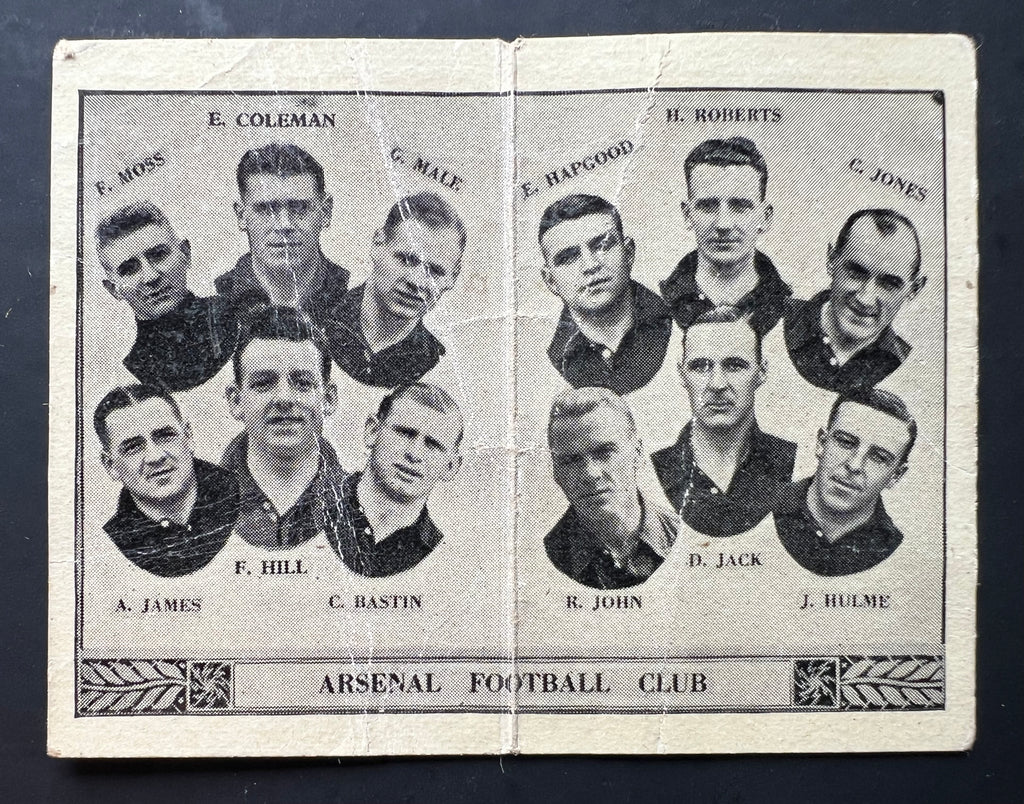 E. COLEMAN
H. ROBERTS
F. MOSS
G. MALE
E. HAPGOOD
C. JONES
F. HILL
D. JACK
A. JAMES
C. BASTIN
R. JOHN
J. HULME
ARSENAL FOOTBALL CLUB